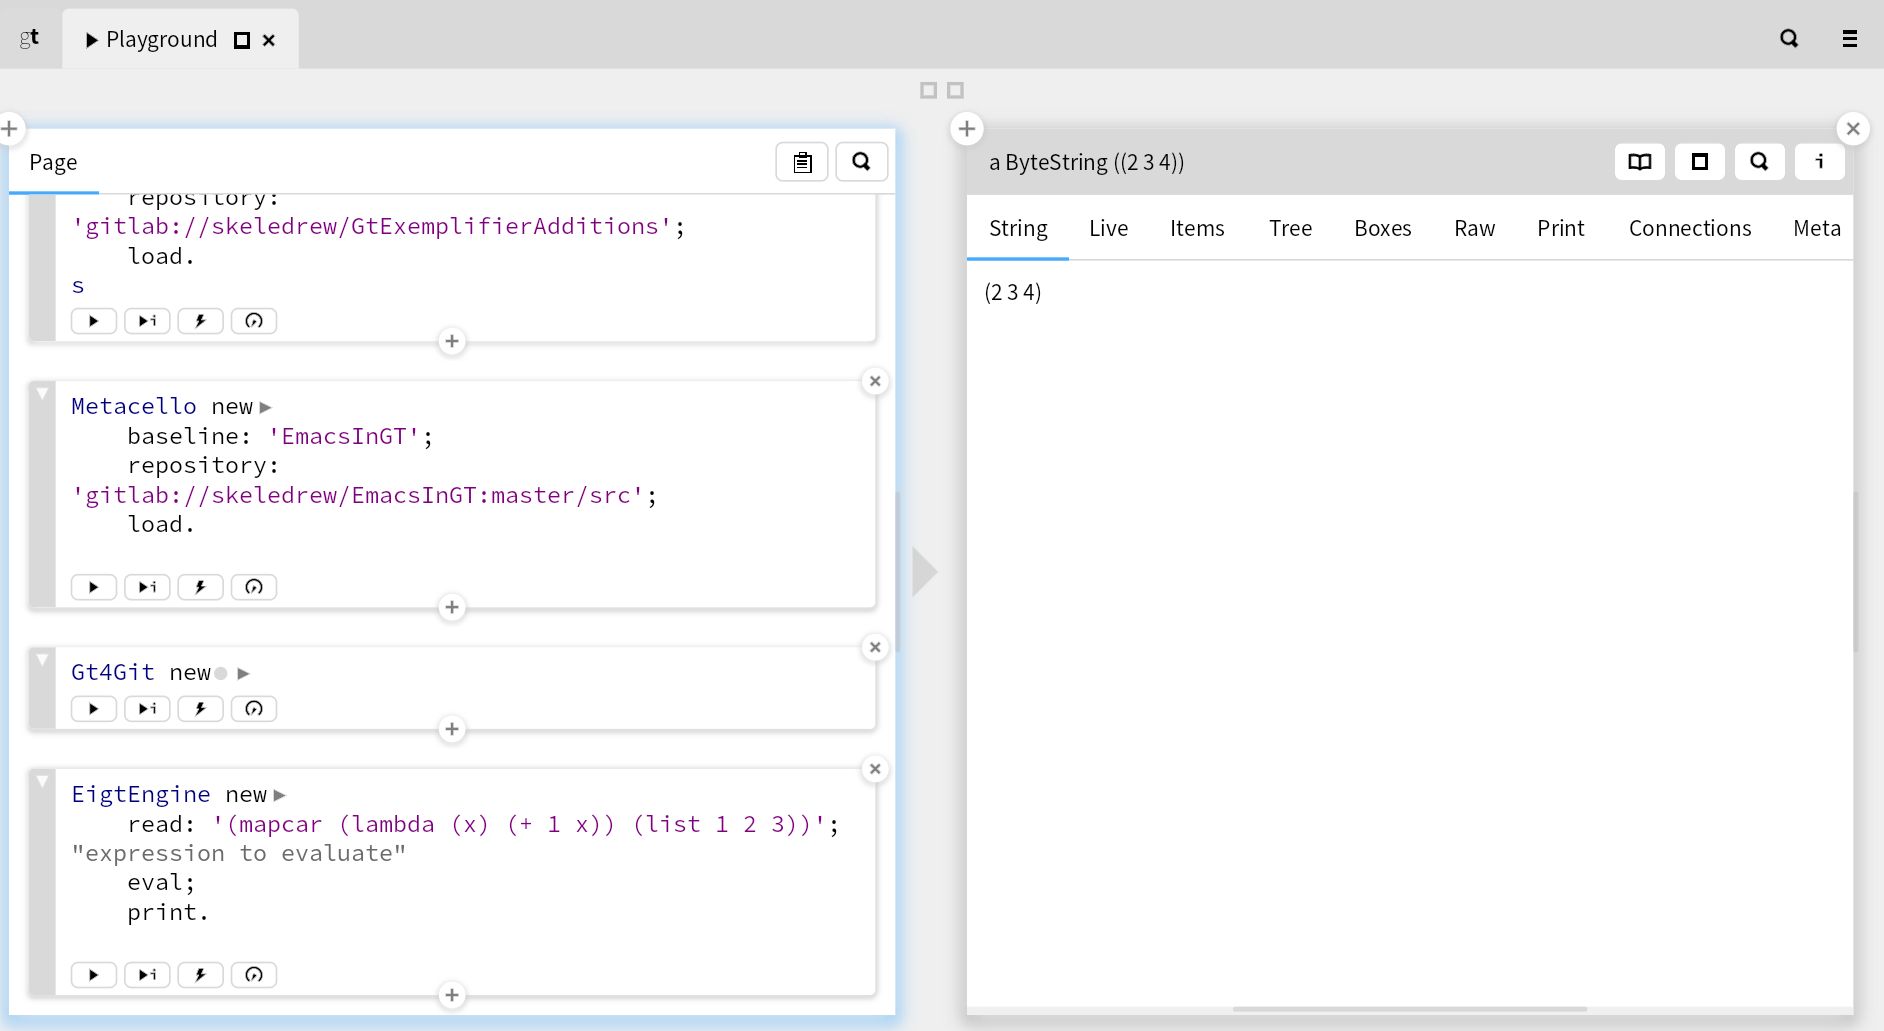 gt
Playground
Page
a ByteString ((2 3 4))
i
repository:
'gitlab://skeledrew/GtExemplifierAdditions';
load.
s
i
String Live Items Tree Boxes Raw Print Connections Meta
(2 3 4)
Metacello new
baseline: 'EmacsInGT';
repository:
'gitlab://skeledrew/EmacsInGT:master/src';
load.
i
Gt4Git new
i
EigtEngine new
read: '(mapcar (lambda (x) (+ 1 x)) (list 1 2 3))';
"expression to evaluate"
eval;
print.
i